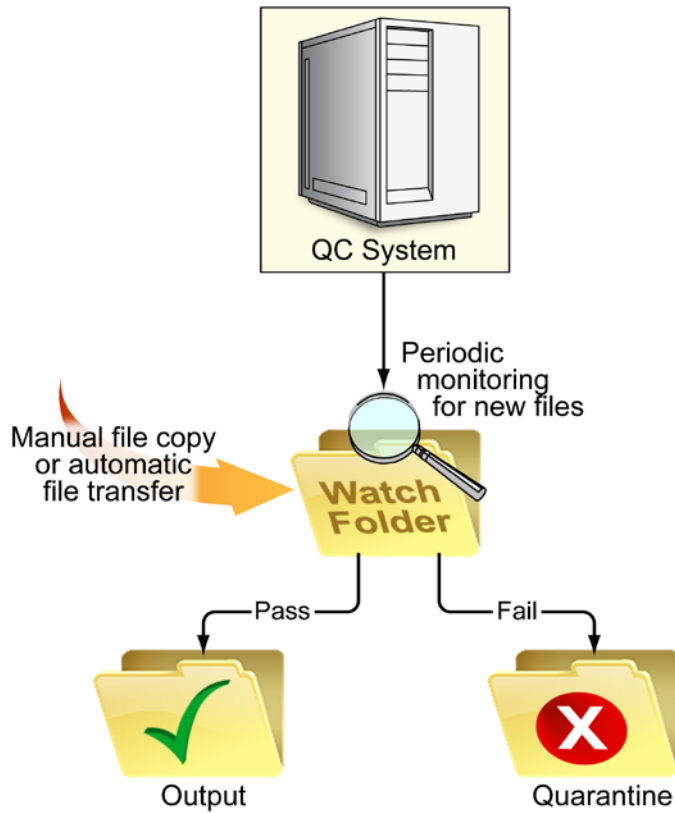 QC System
Periodic
monitoring
for new files
Manual file copy
or automatic
file transfer
Watch
Folder
Pass
Fail
X
Output
Quarantine